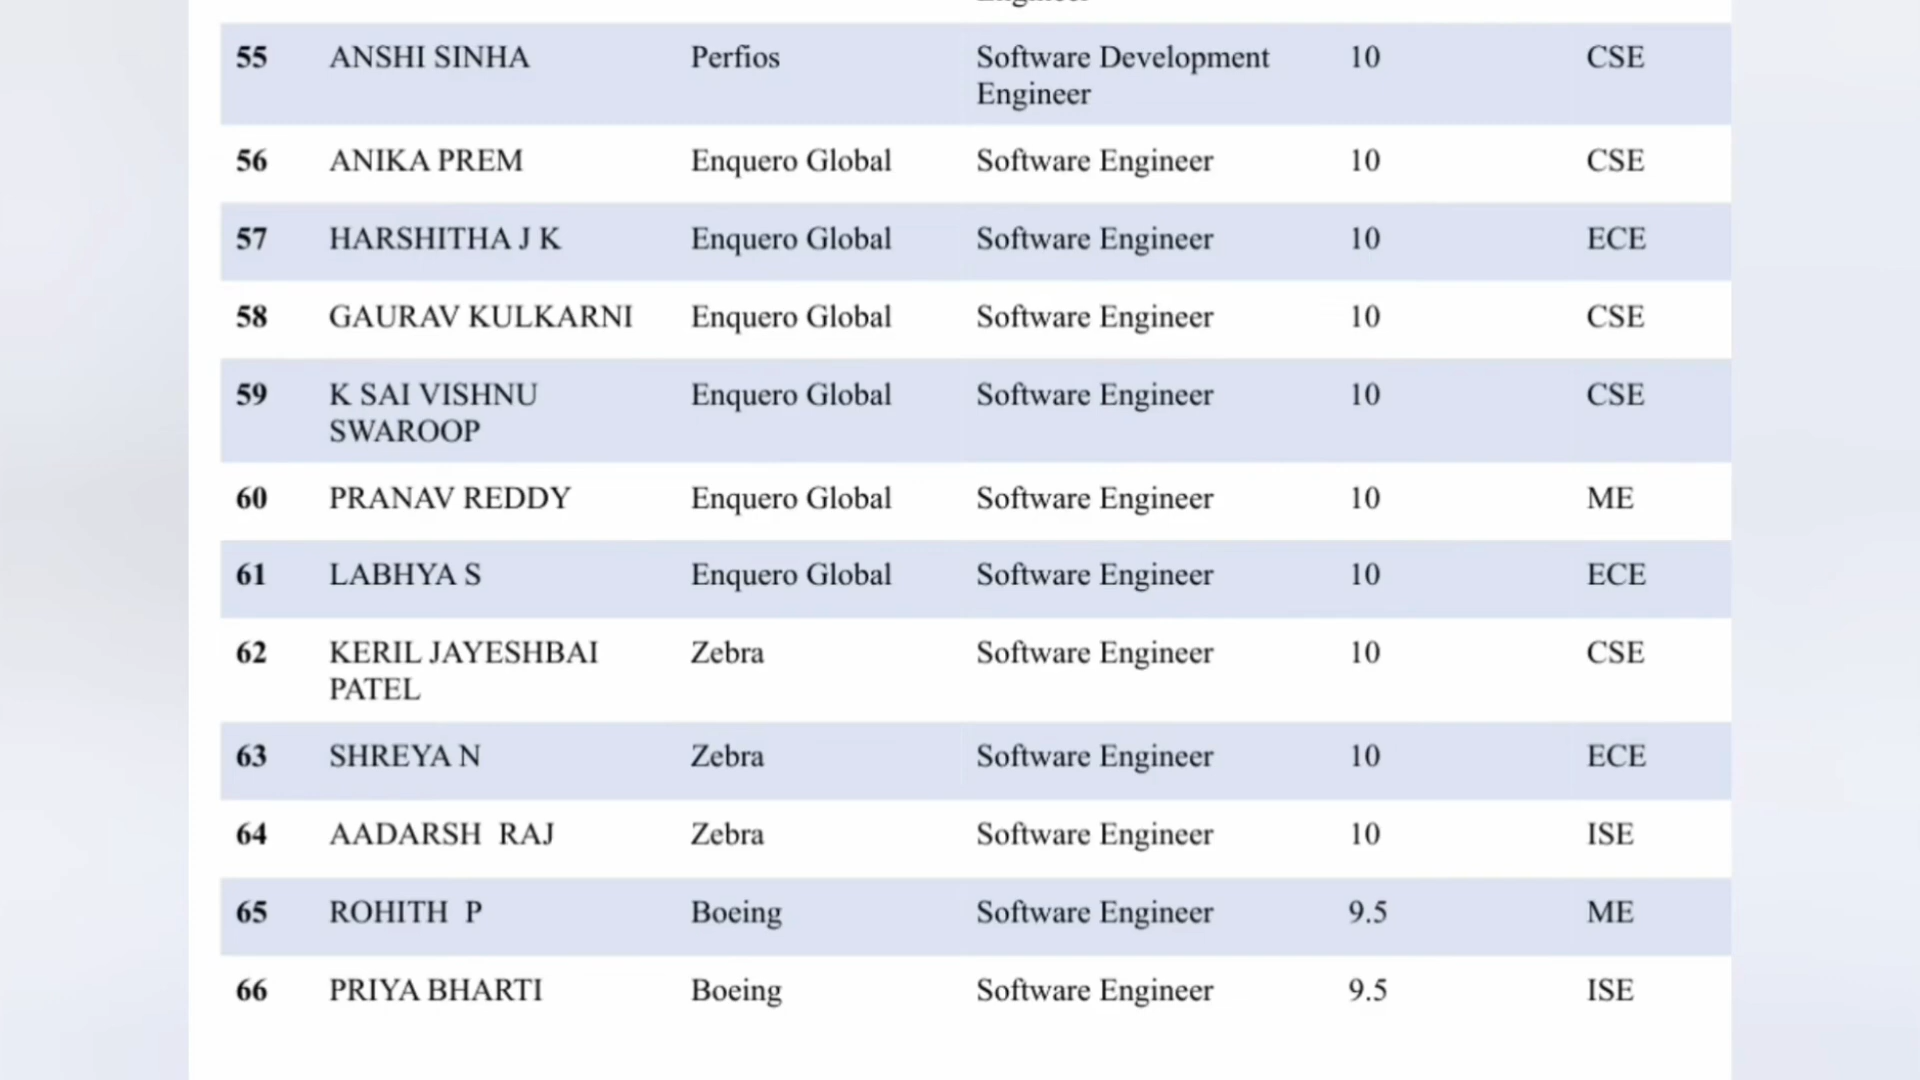 Engineer
55 ANSHI SINHA Perfios Software Development 10 CSE
Engineer
56 ANIKA PREM Enquero Global Software Engineer 10 CSE
57 HARSHITHA J K Enquero Global Software Engineer 10 ECE
58 GAURAV KULKARNI Enquero Global Software Engineer 10 CSE
59 K SAI VISHNU Enquero Global Software Engineer 10 CSE
SWAROOP
60 PRANAV REDDY Enquero Global Software Engineer 10 ME
61 LABHYA S Enquero Global Software Engineer 10 ECE
62 KERIL JAYESHBAI Zebra Software Engineer 10 CSE
PATEL
63 SHREYA N Zebra Software Engineer 10 ECE
64 AADARSH RAJ Zebra Software Engineer 10 ISE
65 ROHITH P Boeing Software Engineer 9.5 ME
66 PRIYA BHARTI Boeing Software Engineer 9.5 ISE